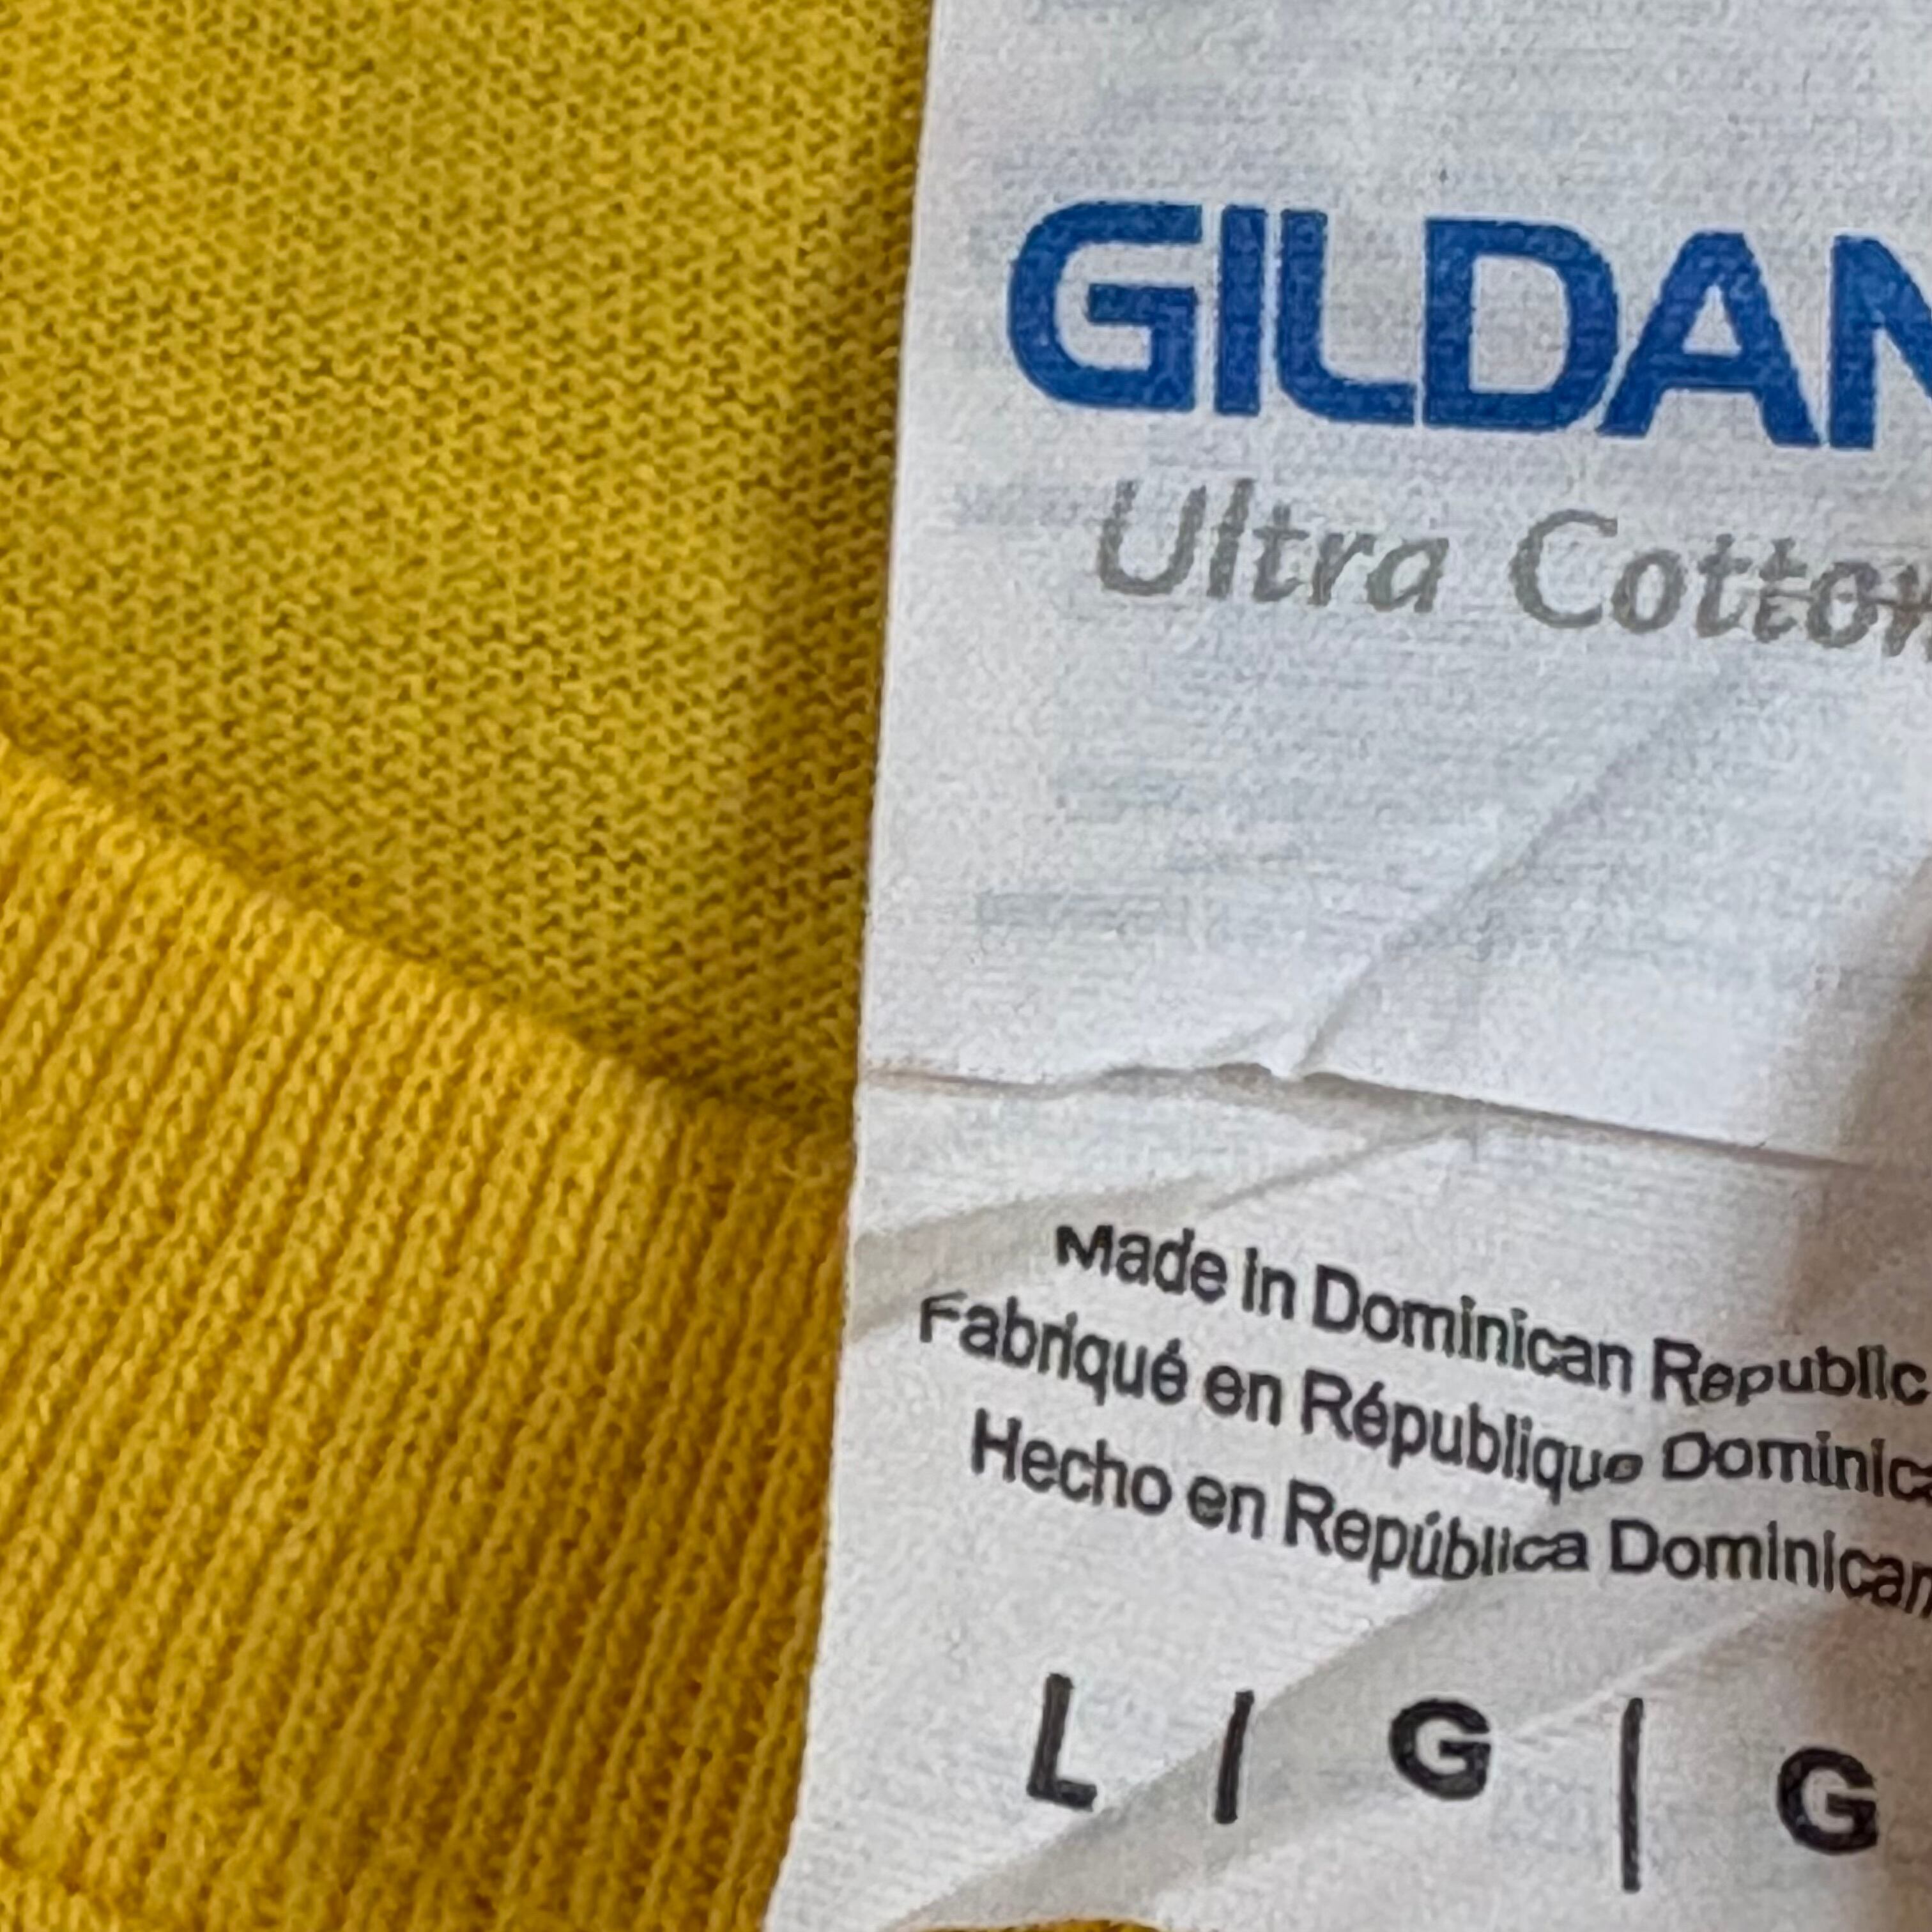 GILDAN
Ultra Cotton
Made in Dominican Republic
Fabriqué en République Dominica
Hecho en República Dominican
L | G | G